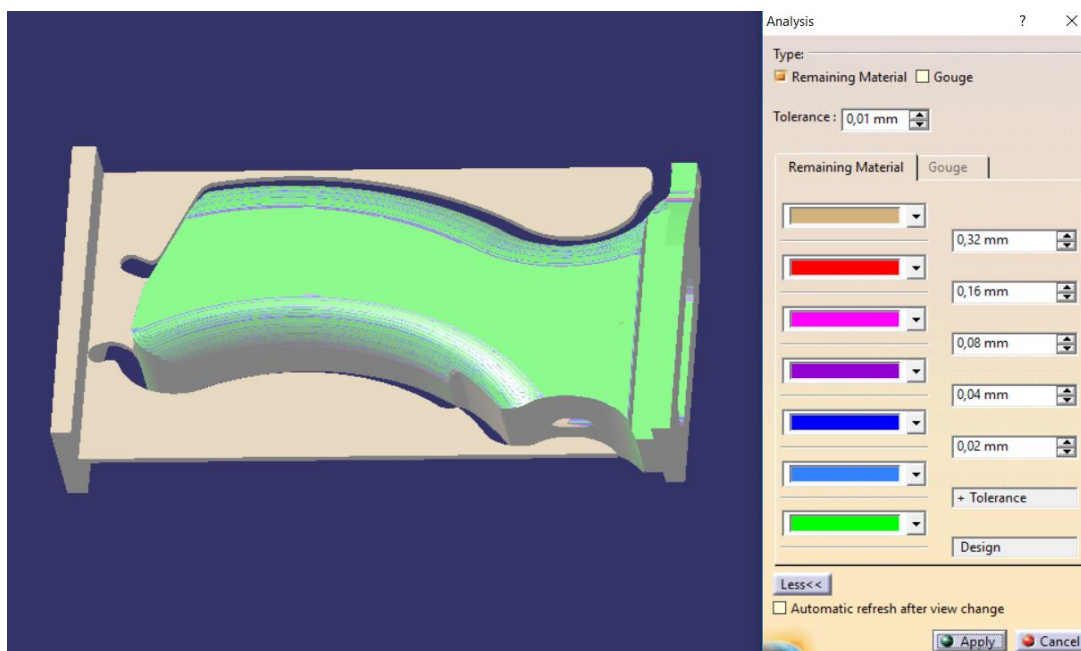 Analysis ? ×
Type:
Remaining Material Gouge
Tolerance : 0,01 mm
Remaining Material Gouge
0,32 mm
0,16 mm
0,08 mm
0,04 mm
0,02 mm
+ Tolerance
Design
Less<<
Automatic refresh after view change
Apply Cancel